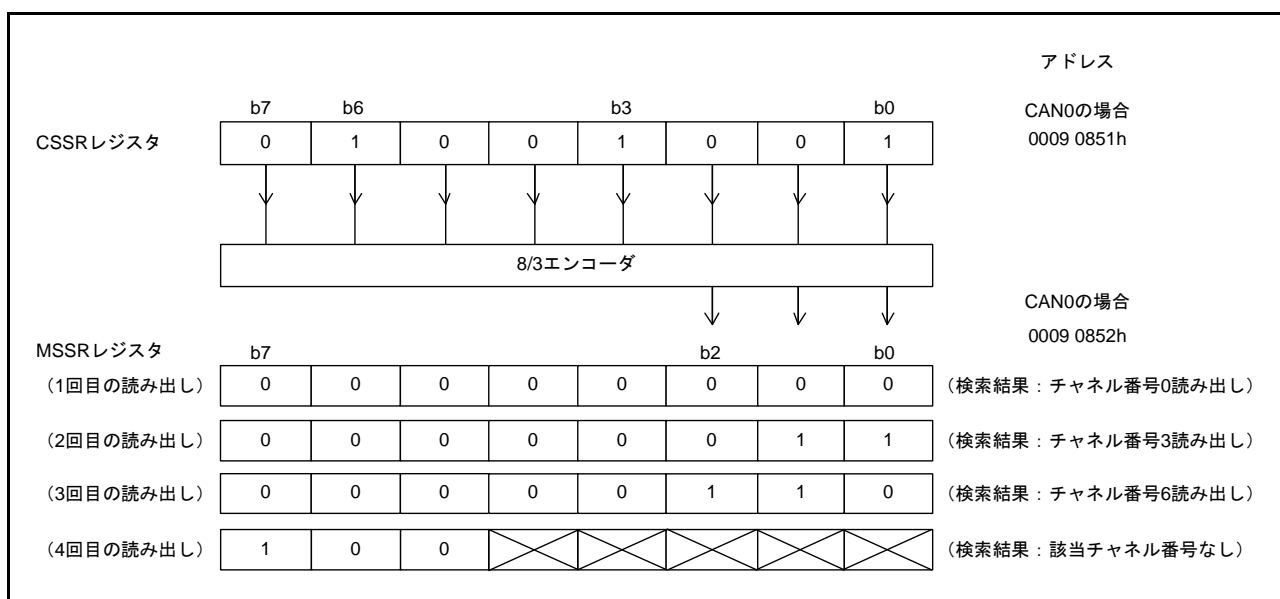 アドレス
b7 b6 b3 b0 CAN0の場合
CSSRレジスタ 0 1 0 0 1 0 0 1 0009 0851h
8/3エンコーダ
CAN0の場合
0009 0852h
MSSRレジスタ b7 b2 b0
（1回目の読み出し） 0 0 0 0 0 0 0 0 （検索結果：チャネル番号0読み出し）
（2回目の読み出し） 0 0 0 0 0 0 1 1 （検索結果：チャネル番号3読み出し）
（3回目の読み出し） 0 0 0 0 0 1 1 0 （検索結果：チャネル番号6読み出し）
（4回目の読み出し） 1 0 0 （検索結果：該当チャネル番号なし）